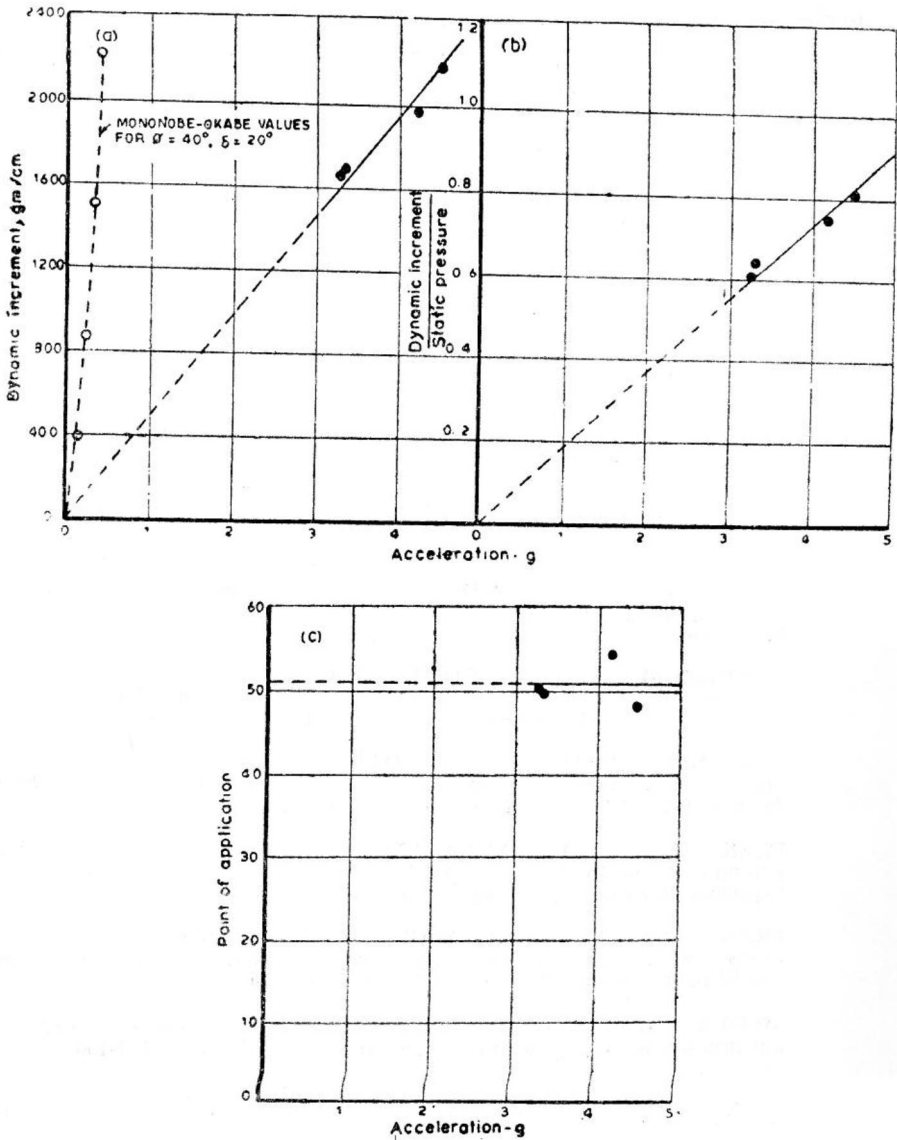 (a)
2400
2000
1600
1200
800
400
0
Dynamic increment, gm/cm
MONONOBE-OKABE VALUES
FOR Ø = 40°, δ = 20°
0 1 2 3 4
(b)
1.2
1.0
0.8
0.6
0.4
0.2
Dynamic increment
Static pressure
0 1 2 3 4 5
Acceleration - g
(c)
60
50
40
30
20
10
0
Point of application
1 2 3 4 5
Acceleration - g